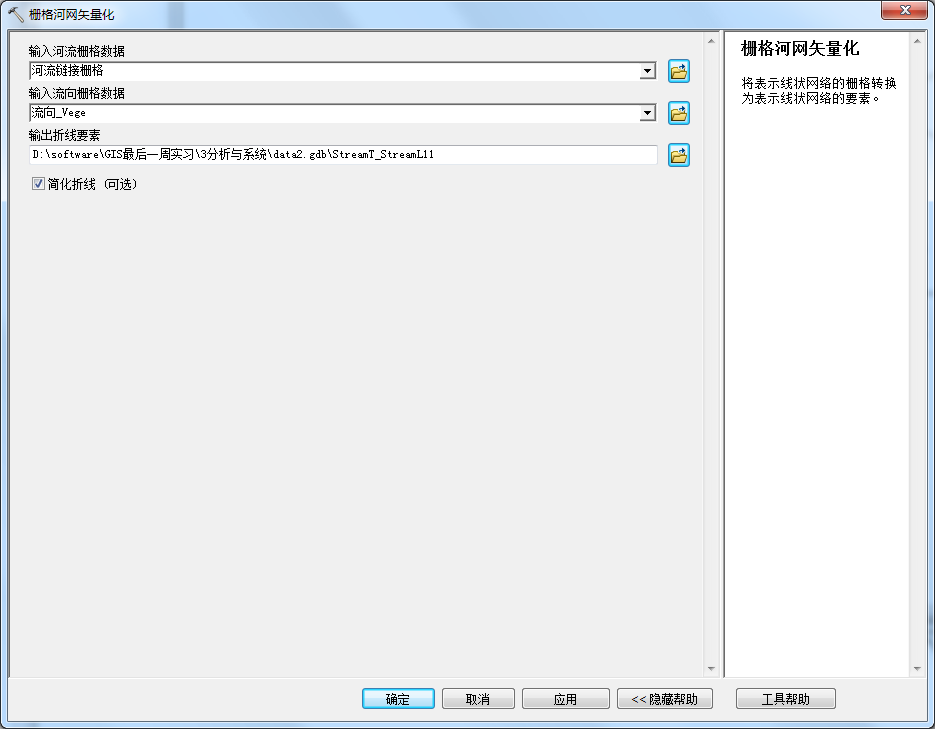 栅格河网矢量化
输入河流栅格数据
河流链接栅格
输入流向栅格数据
流向_Vege
输出折线要素
D:\software\GIS最后一周实习\3分析与系统\data2.gdb\StreamT_StreamL11
简化折线 (可选)
栅格河网矢量化
将表示线状网络的栅格转换
为表示线状网络的要素。
确定
取消
应用
<< 隐藏帮助
工具帮助